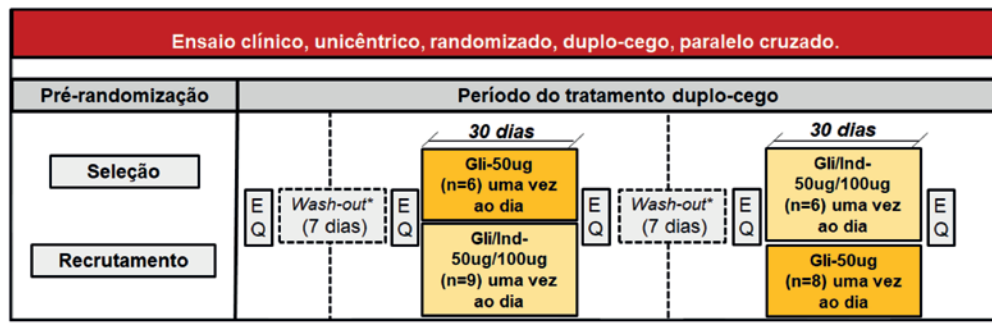 Ensaio clínico, unicêntrico, randomizado, duplo-cego, paralelo cruzado.
Pré-randomização
Período do tratamento duplo-cego
Seleção
Recrutamento
E
Q
Wash-out*
(7 dias)
E
Q
30 dias
Gli-50ug
(n=6) uma vez
ao dia
Gli/Ind-
50ug/100ug
(n=9) uma vez
ao dia
E
Q
Wash-out*
(7 dias)
E
Q
30 dias
Gli/Ind-
50ug/100ug
(n=6) uma vez
ao dia
Gli-50ug
(n=8) uma vez
ao dia
E
Q